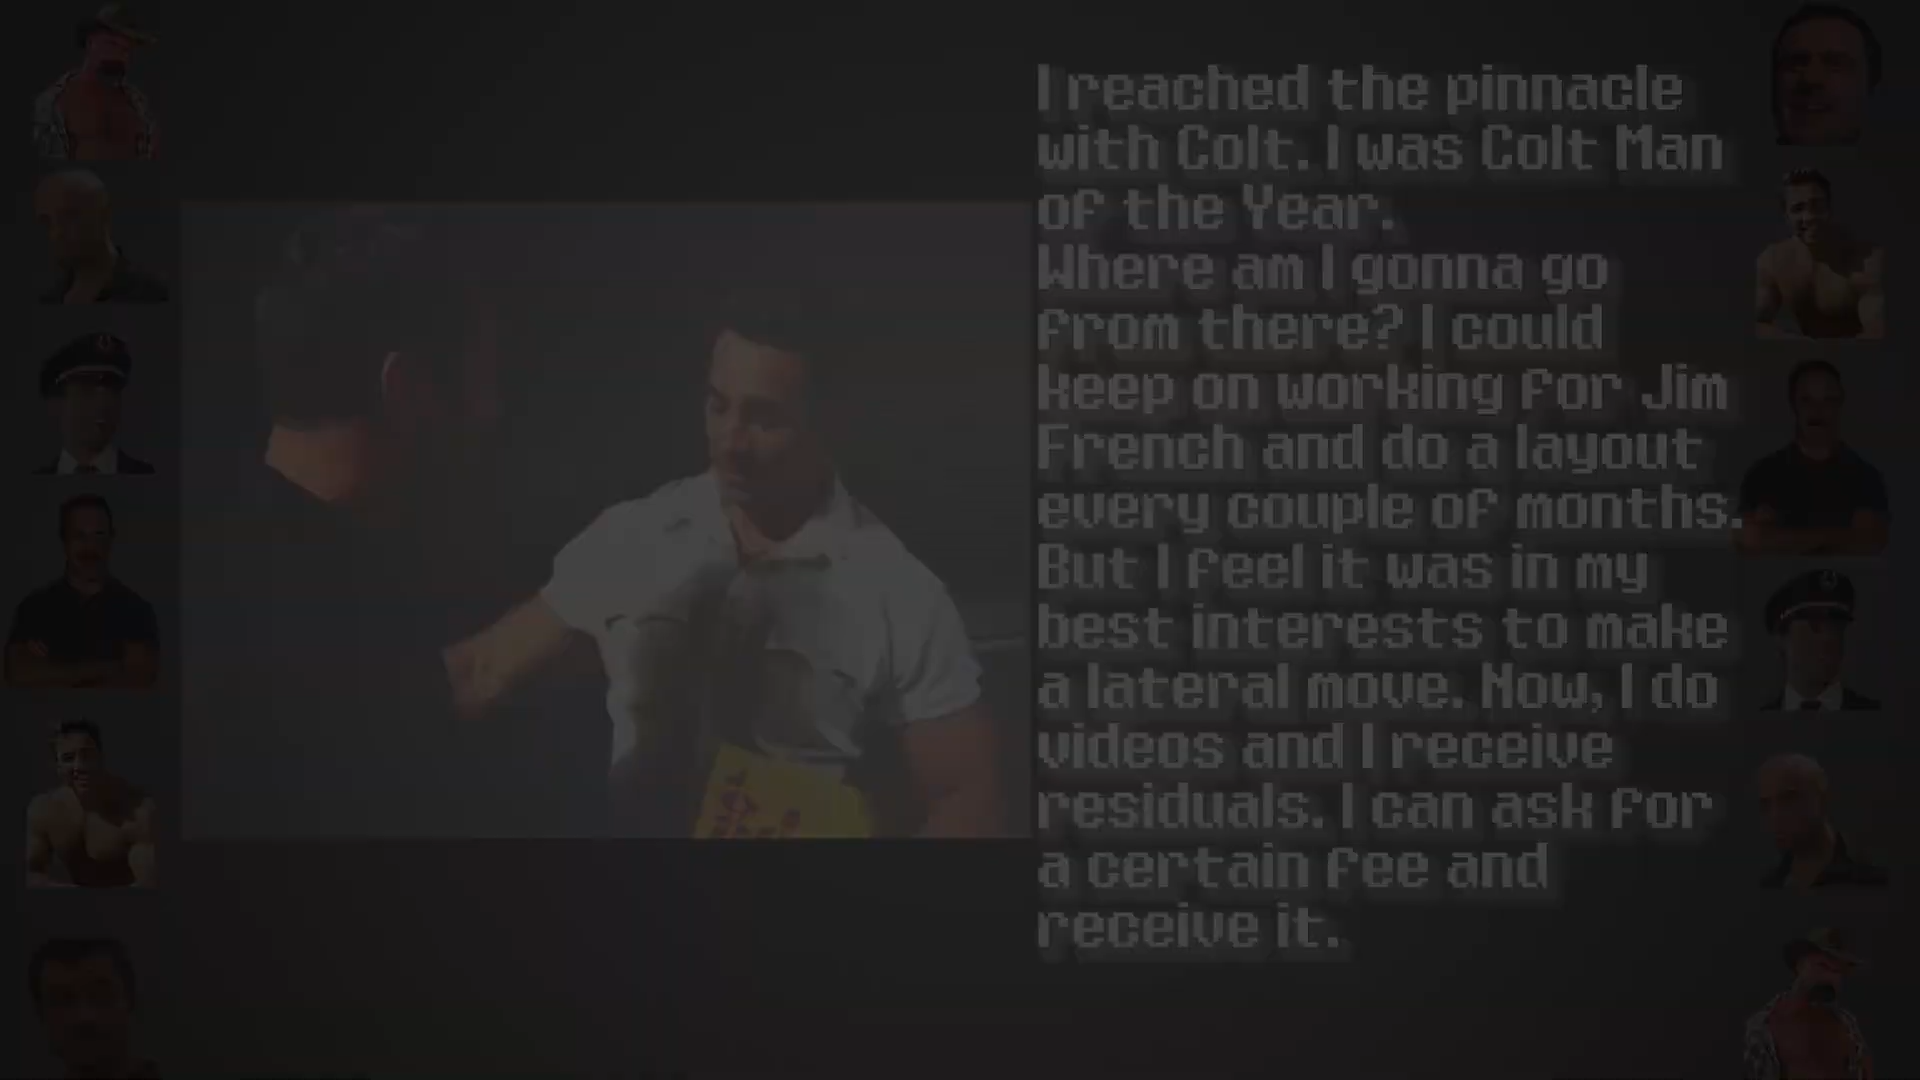 I reached the pinnacle
with Colt. I was Colt Man
of the Year.
Where am I gonna go
from there? I could
keep on working for Jim
French and do a layout
every couple of months.
But I feel it was in my
best interests to make
a lateral move. Now, I do
videos and I receive
residuals. I can ask for
a certain fee and
receive it.